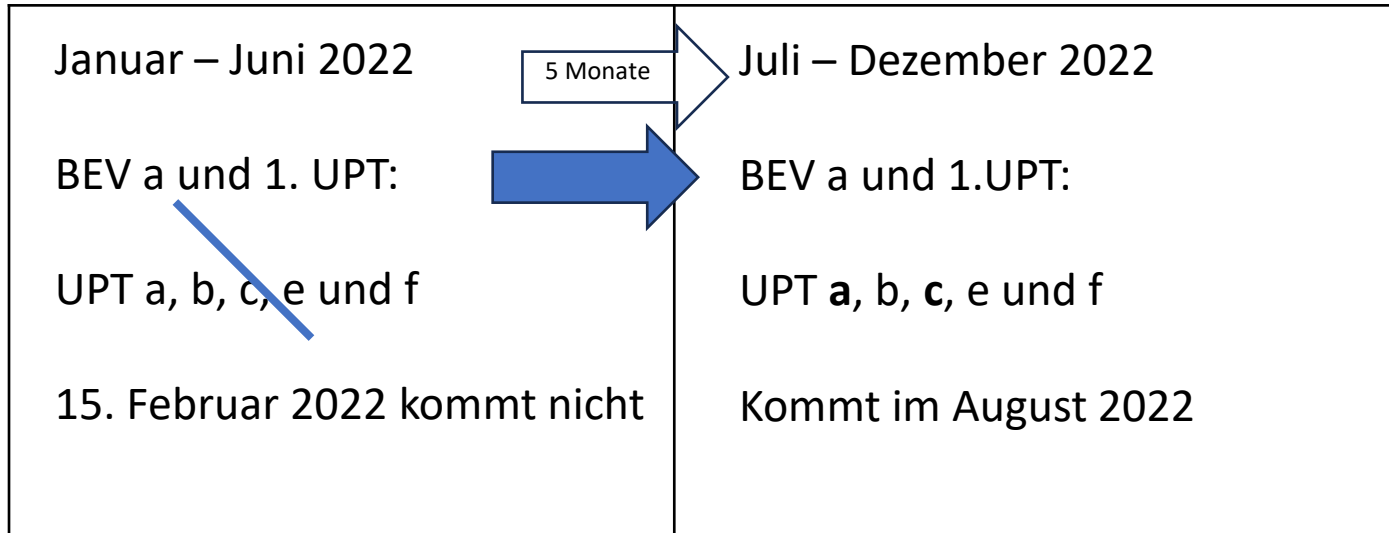 Januar – Juni 2022
5 Monate
Juli – Dezember 2022
BEV a und 1. UPT:
BEV a und 1.UPT:
UPT a, b, c, e und f
UPT a, b, c, e und f
15. Februar 2022 kommt nicht
Kommt im August 2022